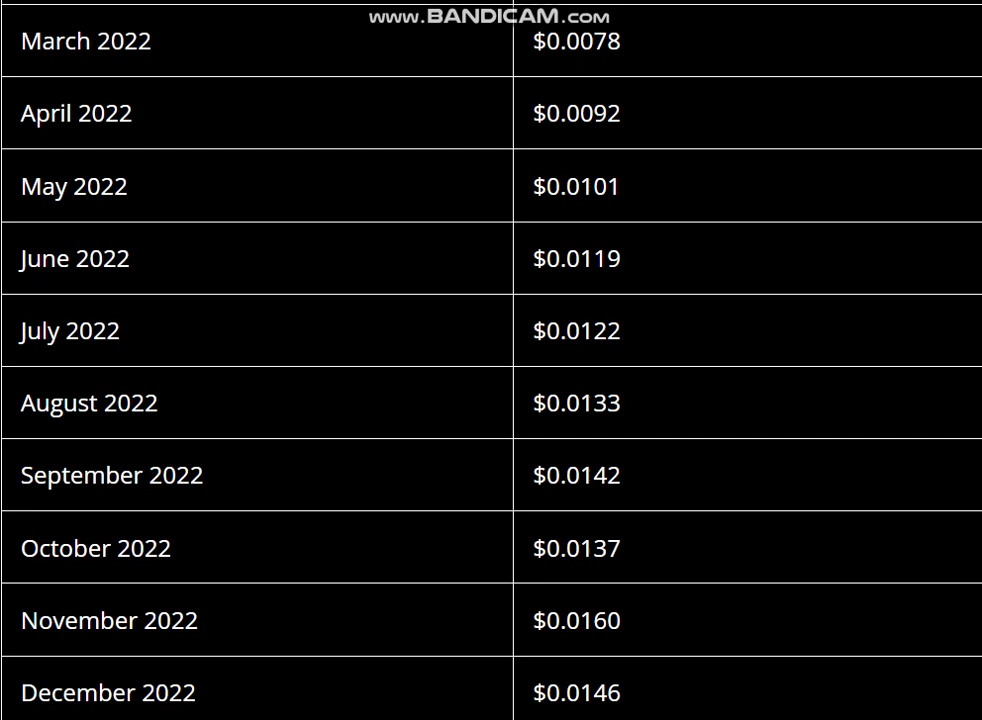 www.BANDICAM.com
March 2022 $0.0078
April 2022 $0.0092
May 2022 $0.0101
June 2022 $0.0119
July 2022 $0.0122
August 2022 $0.0133
September 2022 $0.0142
October 2022 $0.0137
November 2022 $0.0160
December 2022 $0.0146